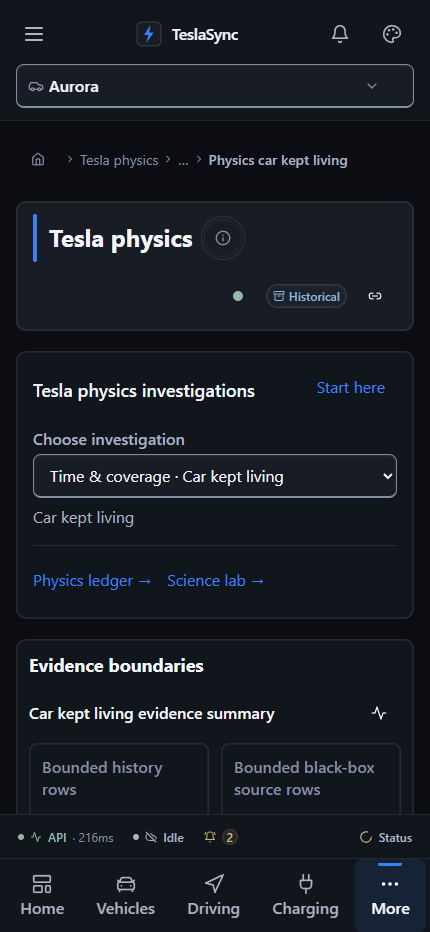 TeslaSync
Aurora
Tesla physics
...
Physics car kept living
Tesla physics
Historical
Tesla physics investigations
Start here
Choose investigation
Time & coverage · Car kept living
Car kept living
Physics ledger →
Science lab →
Evidence boundaries
Car kept living evidence summary
Bounded history
rows
Bounded black-box
source rows
API · 216ms
Idle
2
Status
Home
Vehicles
Driving
Charging
More